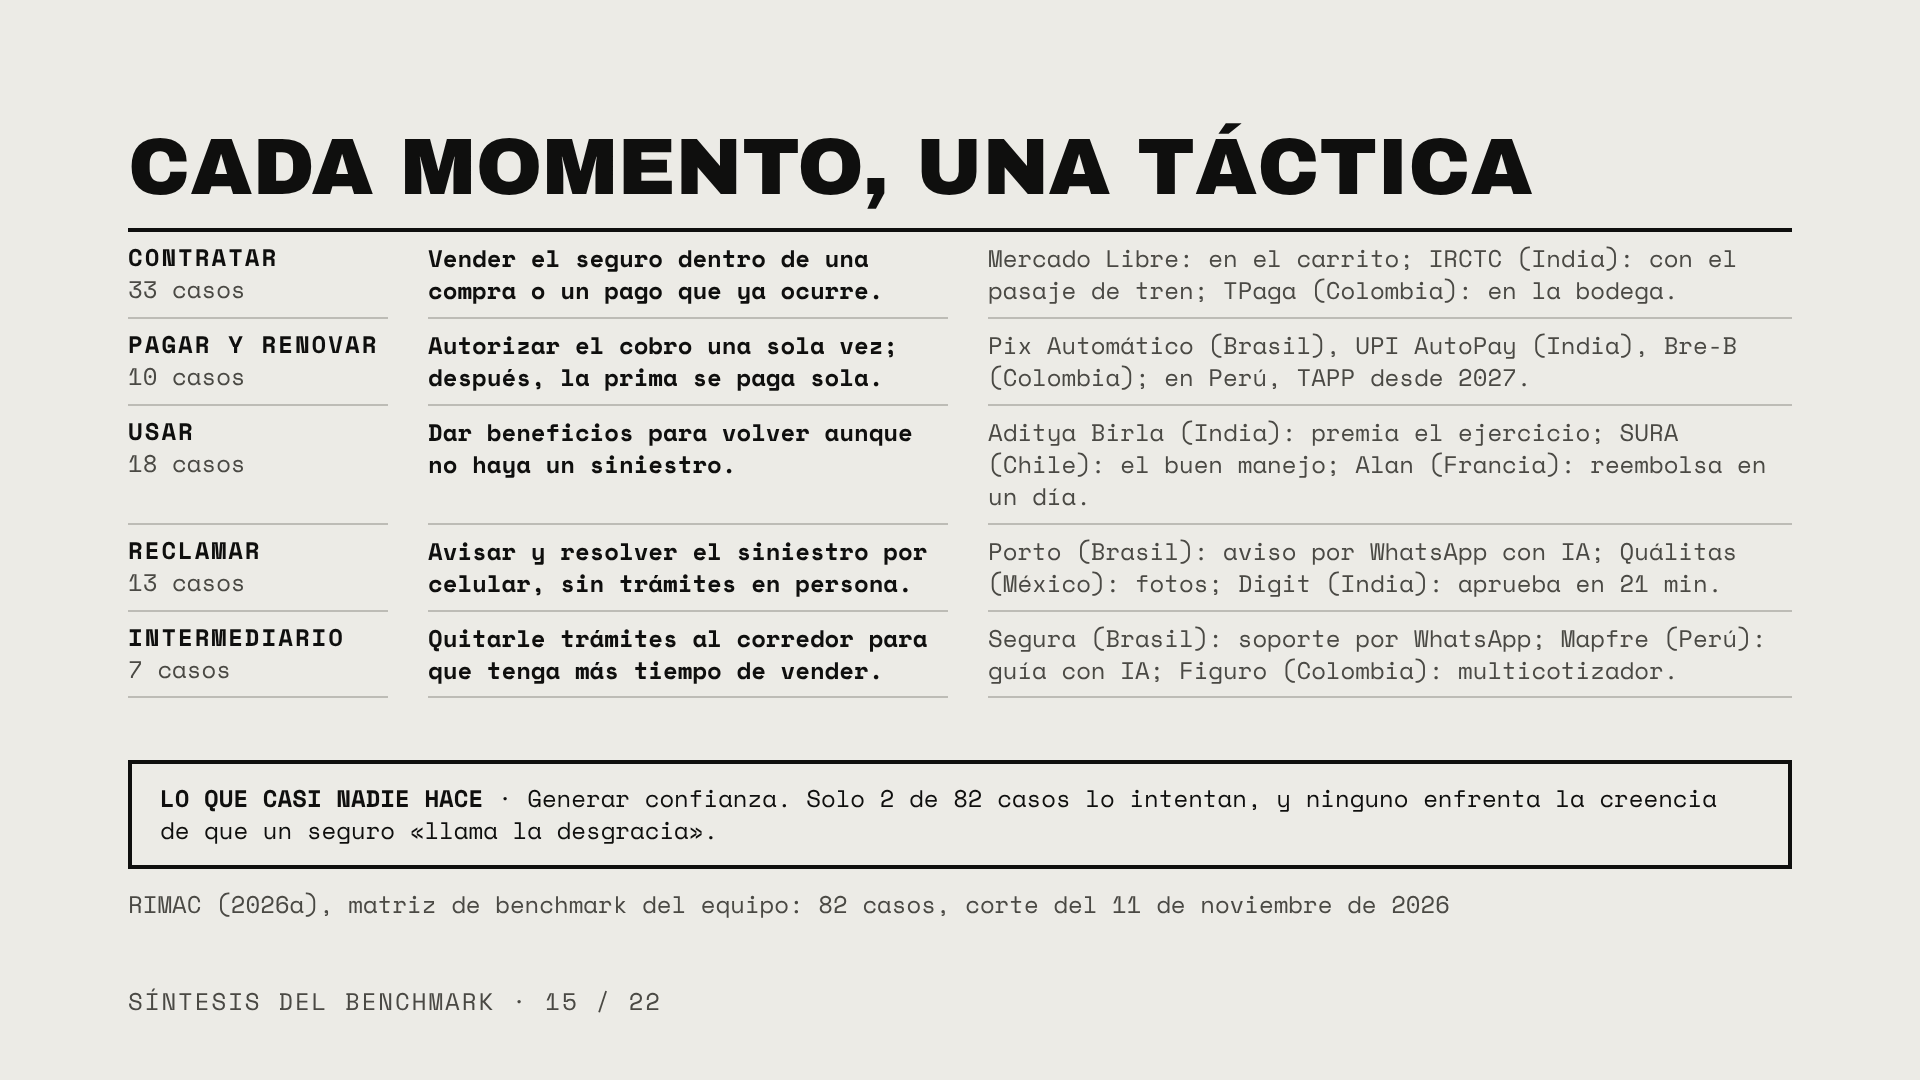 CADA MOMENTO, UNA TÁCTICA
CONTRATAR
33 casos
Vender el seguro dentro de una
compra o un pago que ya ocurre.
Mercado Libre: en el carrito; IRCTC (India): con el
pasaje de tren; TPaga (Colombia): en la bodega.
PAGAR Y RENOVAR
10 casos
Autorizar el cobro una sola vez;
después, la prima se paga sola.
Pix Automático (Brasil), UPI AutoPay (India), Bre-B
(Colombia); en Perú, TAPP desde 2027.
USAR
18 casos
Dar beneficios para volver aunque
no haya un siniestro.
Aditya Birla (India): premia el ejercicio; SURA
(Chile): el buen manejo; Alan (Francia): reembolsa en
un día.
RECLAMAR
13 casos
Avisar y resolver el siniestro por
celular, sin trámites en persona.
Porto (Brasil): aviso por WhatsApp con IA; Quálitas
(México): fotos; Digit (India): aprueba en 21 min.
INTERMEDIARIO
7 casos
Quitarle trámites al corredor para
que tenga más tiempo de vender.
Segura (Brasil): soporte por WhatsApp; Mapfre (Perú):
guía con IA; Figuro (Colombia): multicotizador.
LO QUE CASI NADIE HACE · Generar confianza. Solo 2 de 82 casos lo intentan, y ninguno enfrenta la creencia
de que un seguro «llama la desgracia».
RIMAC (2026a), matriz de benchmark del equipo: 82 casos, corte del 11 de noviembre de 2026
SÍNTESIS DEL BENCHMARK · 15 / 22